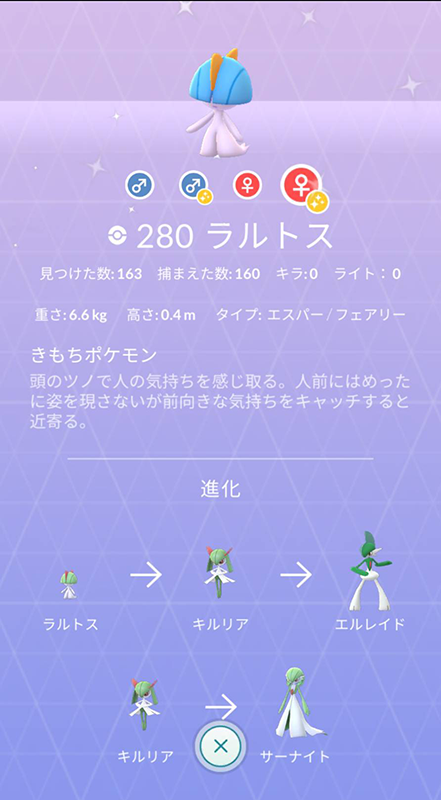 280 ラルトス
見つけた数:163 捕まえた数:160 キラ:0 ライト：0
重さ:6.6kg 高さ:0.4m タイプ: エスパー / フェアリー
きもちポケモン
頭のツノで人の気持ちを感じ取る。人前にはめった
に姿を現さないが前向きな気持ちをキャッチすると
近寄る。
進化
ラルトス キルリア エルレイド
キルリア サーナイト